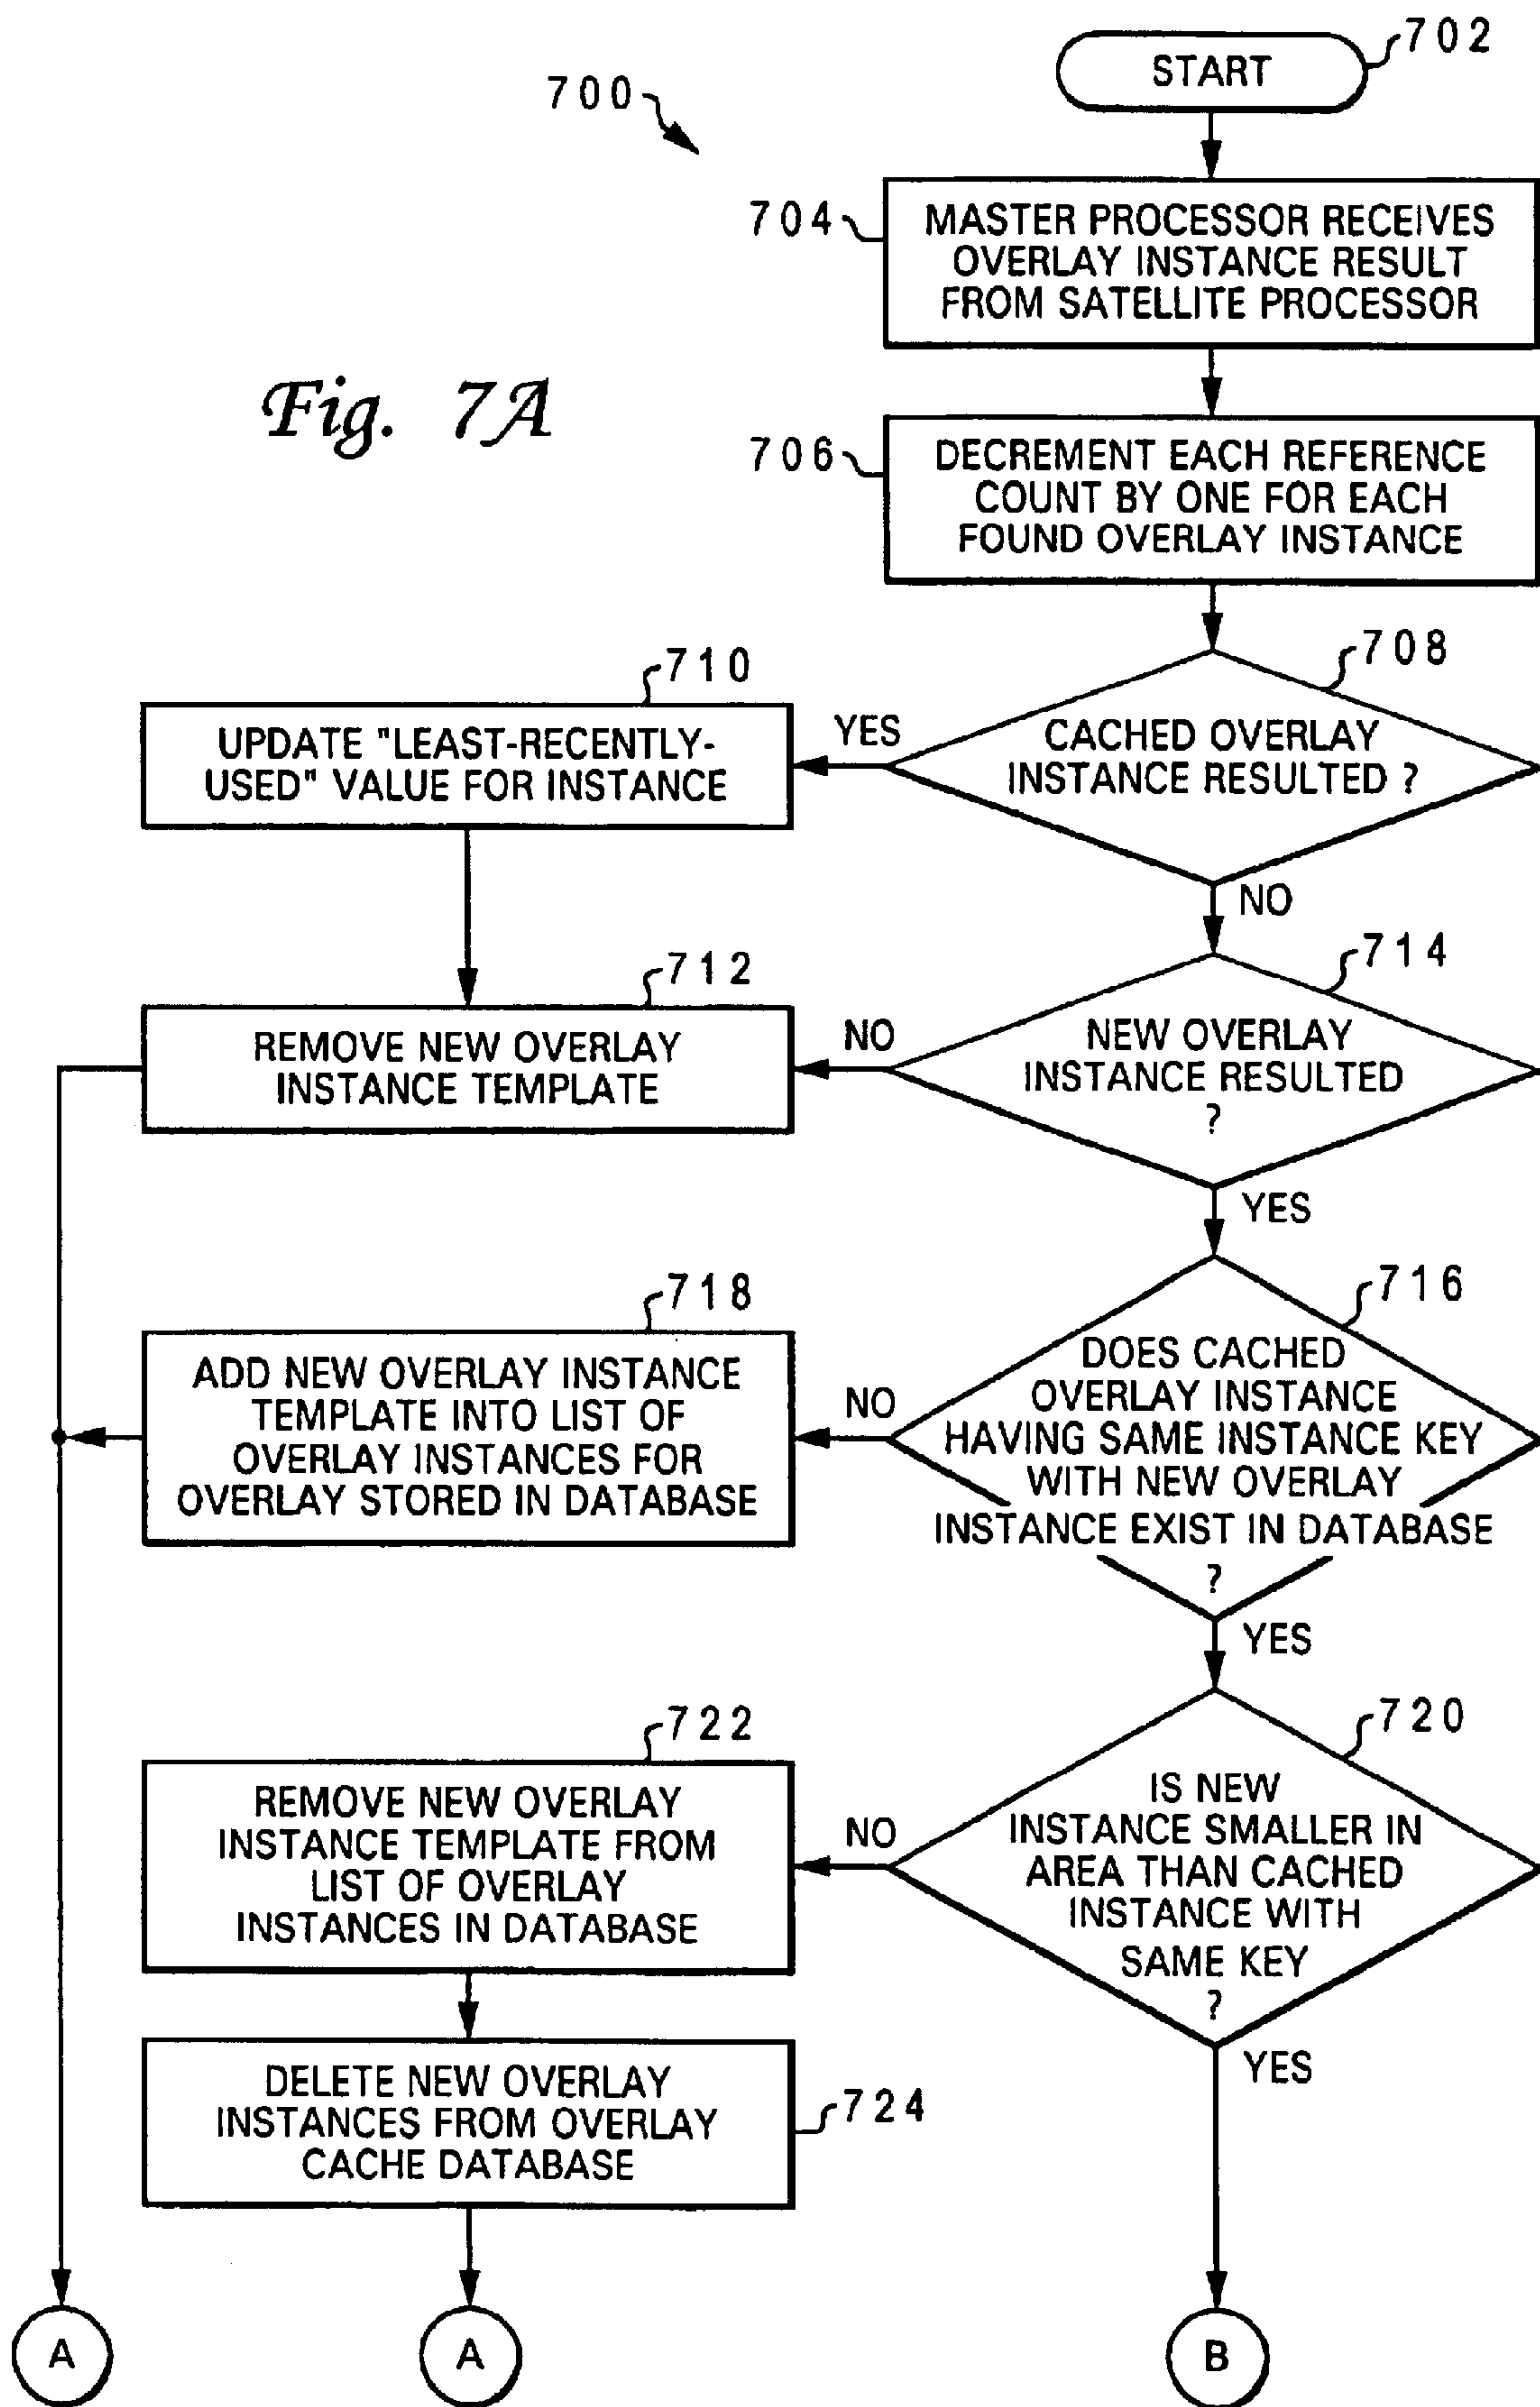 702
START
700
704
MASTER PROCESSOR RECEIVES
OVERLAY INSTANCE RESULT
FROM SATELLITE PROCESSOR
Fig. 7A
706
DECREMENT EACH REFERENCE
COUNT BY ONE FOR EACH
FOUND OVERLAY INSTANCE
708
CACHED OVERLAY
INSTANCE RESULTED ?
YES
NO
710
UPDATE "LEAST-RECENTLY-
USED" VALUE FOR INSTANCE
712
REMOVE NEW OVERLAY
INSTANCE TEMPLATE
714
NEW OVERLAY
INSTANCE RESULTED
?
NO
YES
716
DOES CACHED
OVERLAY INSTANCE
HAVING SAME INSTANCE KEY
WITH NEW OVERLAY
INSTANCE EXIST IN DATABASE
?
NO
YES
718
ADD NEW OVERLAY INSTANCE
TEMPLATE INTO LIST OF
OVERLAY INSTANCES FOR
OVERLAY STORED IN DATABASE
720
IS NEW
INSTANCE SMALLER IN
AREA THAN CACHED
INSTANCE WITH
SAME KEY
?
NO
YES
722
REMOVE NEW OVERLAY
INSTANCE TEMPLATE FROM
LIST OF OVERLAY
INSTANCES IN DATABASE
DELETE NEW OVERLAY
INSTANCES FROM OVERLAY
CACHE DATABASE
724
A
A
B